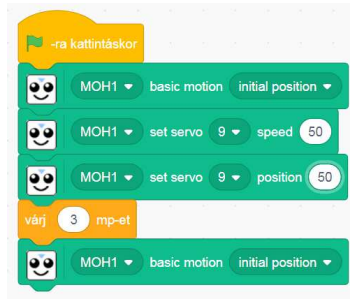 -ra kattintáskor
MOH1 basic motion initial position
MOH1 set servo 9 speed 50
MOH1 set servo 9 position 50
várj 3 mp-et
MOH1 basic motion initial position